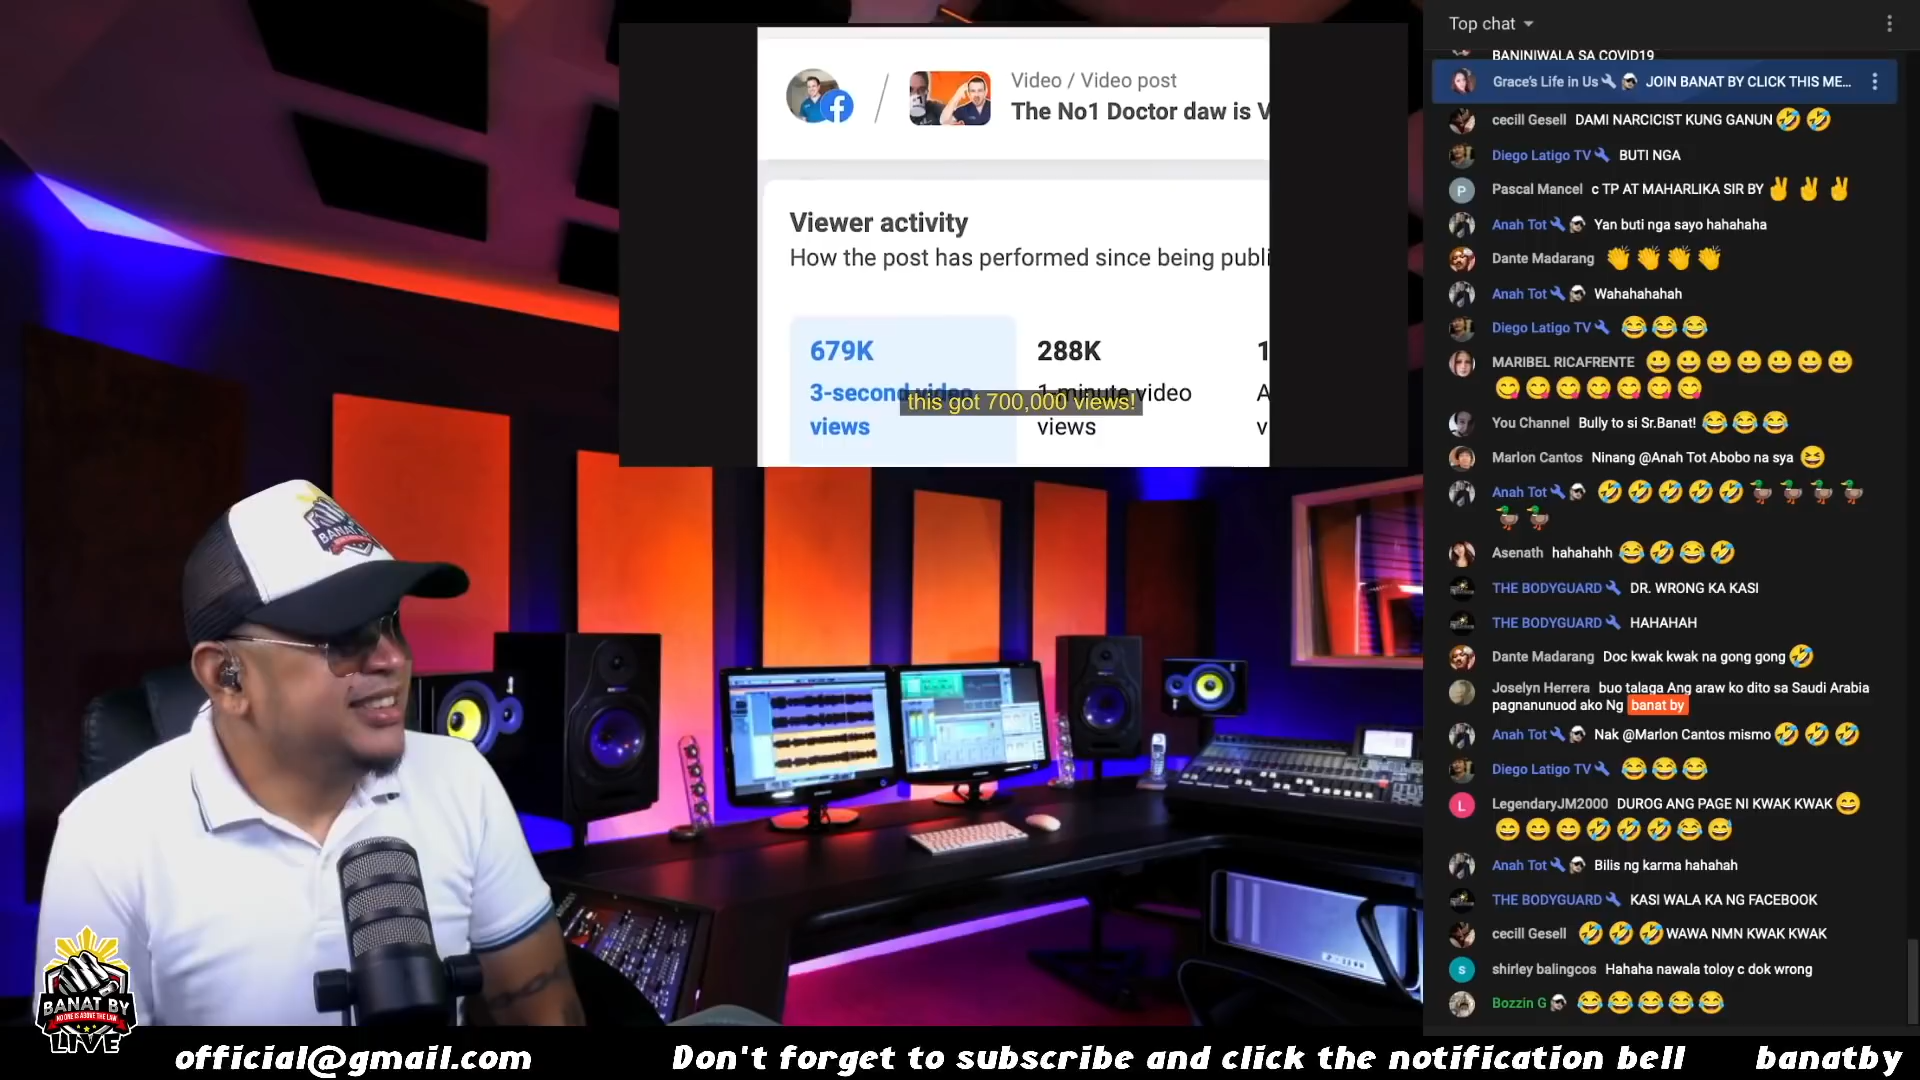 Video / Video post
The No1 Doctor daw is V
Viewer activity
How the post has performed since being publi
679K
3-second video
views
288K
1-minute video
views
1
A
v
this got 700,000 views!
BANAT BY
BANAT BY
NO ONE IS ABOVE THE LAW
LIVE
official@gmail.com
Don't forget to subscribe and click the notification bell
banatby
Top chat
BANINIWALA SA COVID19
Grace's Life in Us JOIN BANAT BY CLICK THIS ME...
cecill Gesell DAMI NARCICIST KUNG GANUN 🤣 🤣
Diego Latigo TV BUTI NGA
P
Pascal Mancel c TP AT MAHARLIKA SIR BY ✌ ✌ ✌
Anah Tot Yan buti nga sayo hahahaha
Dante Madarang 👏 👏 👏 👏
Anah Tot Wahahahahah
Diego Latigo TV 😂 😂 😂
MARIBEL RICAFRENTE 😀 😀 😀 😀 😀 😀 😀
😋 😋 😋 😋 😋 😋 😋
You Channel Bully to si Sr.Banat! 😂 😂 😂
Marlon Cantos Ninang @Anah Tot Abobo na sya 😆
Anah Tot 🤣 🤣 🤣 🤣 🤣 🦆 🦆 🦆 🦆
🦆 🦆
Asenath hahahahh 😂 🤣 😂 🤣
THE BODYGUARD DR. WRONG KA KASI
THE BODYGUARD HAHAHAH
Dante Madarang Doc kwak kwak na gong gong 🤣
Joselyn Herrera buo talaga Ang araw ko dito sa Saudi Arabia
pagnanunuod ako Ng banat by
Anah Tot Nak @Marlon Cantos mismo 🤣 🤣 🤣
Diego Latigo TV 😂 😂 😂
L
LegendaryJM2000 DUROG ANG PAGE NI KWAK KWAK 😄
😄 😄 😄 🤣 🤣 🤣 😂 😅
Anah Tot Bilis ng karma hahahah
THE BODYGUARD KASI WALA KA NG FACEBOOK
cecill Gesell 🤣 🤣 🤣 WAWA NMN KWAK KWAK
s
shirley balingcos Hahaha nawala toloy c dok wrong
Bozzin G 😂 😂 😂 😂 😂